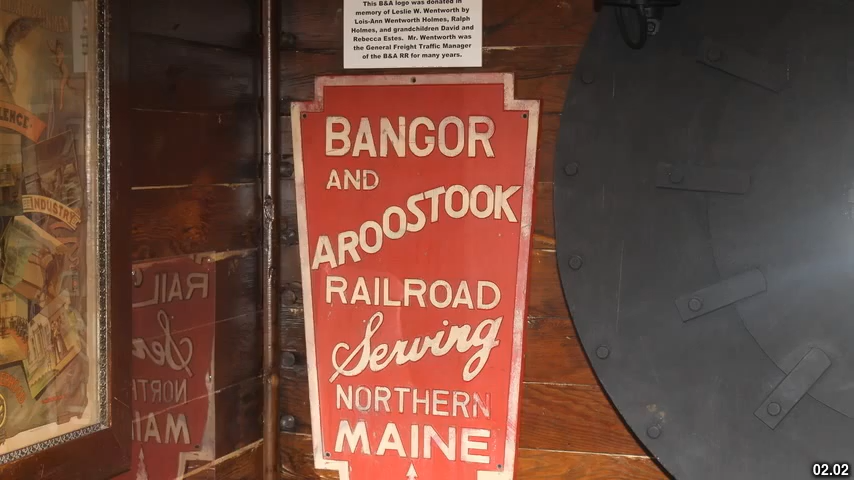 This B&A logo was donated in
memory of Leslie W. Wentworth by
Lois-Ann Wentworth Holmes, Ralph
Holmes, and grandchildren David and
Rebecca Estes. Mr. Wentworth was
the General Freight Traffic Manager
of the B&A RR for many years.
BANGOR
AND
AROOSTOOK
RAILROAD
Serving
NORTHERN
MAINE
INDUSTRY
02.02